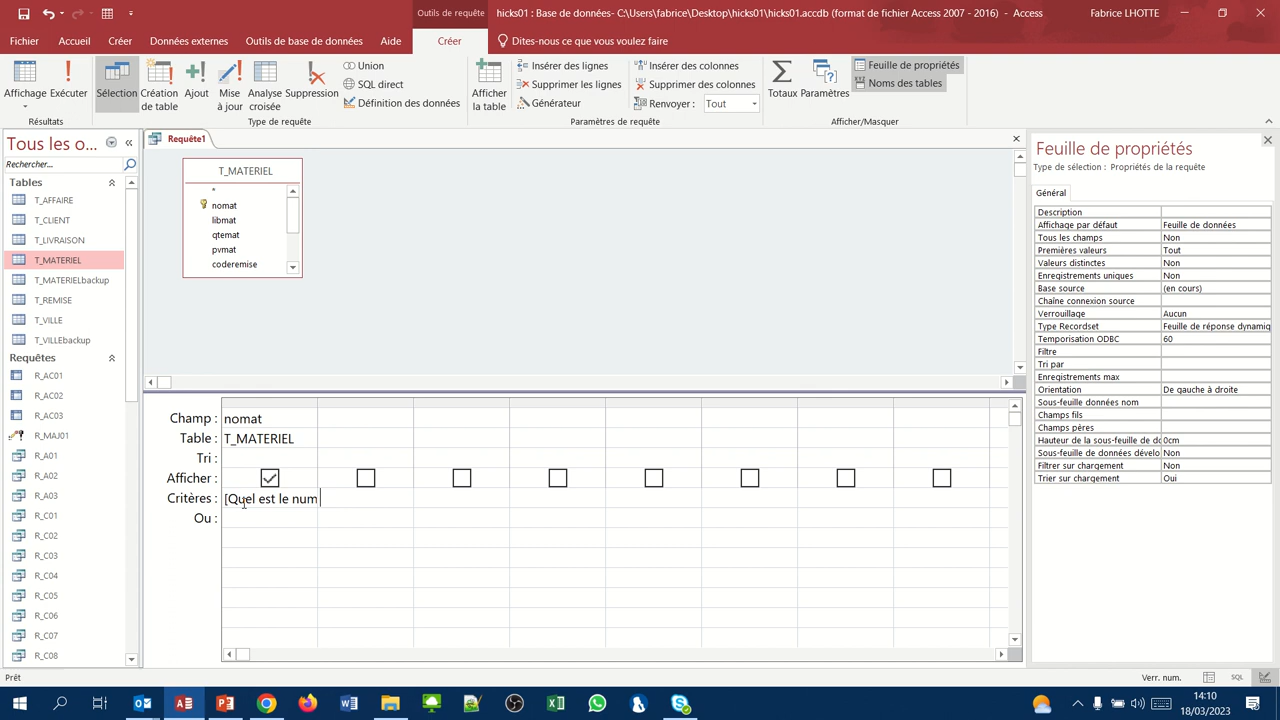 Outils de requête
hicks01 : Base de données- C:\Users\fabrice\Desktop\hicks01\hicks01.accdb (format de fichier Access 2007 - 2016) — Access
Fabrice LHOTTE
Fichier
Accueil
Créer
Données externes
Outils de base de données
Aide
Créer
Dites-nous ce que vous voulez faire
Affichage
Exécuter
Résultats
Sélection
Création de table
Ajout
Mise à jour
Analyse croisée
Suppression
Union
SQL direct
Définition des données
Type de requête
Afficher la table
Insérer des lignes
Supprimer les lignes
Générateur
Insérer des colonnes
Supprimer des colonnes
Renvoyer :
Tout
Paramètres de requête
Totaux
Paramètres
Feuille de propriétés
Noms des tables
Afficher/Masquer
Tous les o...
Rechercher...
Tables
T_AFFAIRE
T_CLIENT
T_LIVRAISON
T_MATERIEL
T_MATERIELbackup
T_REMISE
T_VILLE
T_VILLEbackup
Requêtes
R_AC01
R_AC02
R_AC03
R_MAJ01
R_A01
R_A02
R_A03
R_C01
R_C02
R_C03
R_C04
R_C05
R_C06
R_C07
R_C08
Requête1
T_MATERIEL
*
nomat
libmat
qtemat
pvmat
coderemise
Champ : nomat
Table : T_MATERIEL
Tri :
Afficher :
Critères : [Quel est le num
Ou :
Feuille de propriétés
Type de sélection : Propriétés de la requête
Général
Description
Affichage par défaut Feuille de données
Tous les champs Non
Premières valeurs Tout
Valeurs distinctes Non
Enregistrements uniques Non
Base source (en cours)
Chaîne connexion source
Verrouillage Aucun
Type Recordset Feuille de réponse dynamiq
Temporisation ODBC 60
Filtre
Tri par
Enregistrements max
Orientation De gauche à droite
Sous-feuille données nom
Champs fils
Champs pères
Hauteur de la sous-feuille de do 0cm
Sous-feuille données dévelo Non
Filtrer sur chargement Non
Trier sur chargement Oui
Prêt
Verr. num.
SQL
14:10
18/03/2023